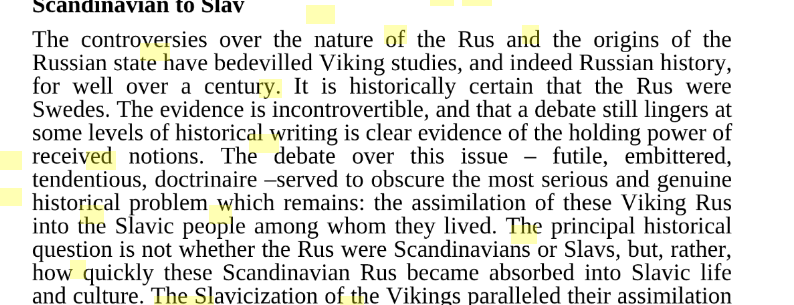 Scandinavian to Slav
The controversies over the nature of the Rus and the origins of the
Russian state have bedevilled Viking studies, and indeed Russian history,
for well over a century. It is historically certain that the Rus were
Swedes. The evidence is incontrovertible, and that a debate still lingers at
some levels of historical writing is clear evidence of the holding power of
received notions. The debate over this issue – futile, embittered,
tendentious, doctrinaire –served to obscure the most serious and genuine
historical problem which remains: the assimilation of these Viking Rus
into the Slavic people among whom they lived. The principal historical
question is not whether the Rus were Scandinavians or Slavs, but, rather,
how quickly these Scandinavian Rus became absorbed into Slavic life
and culture. The Slavicization of the Vikings paralleled their assimilation